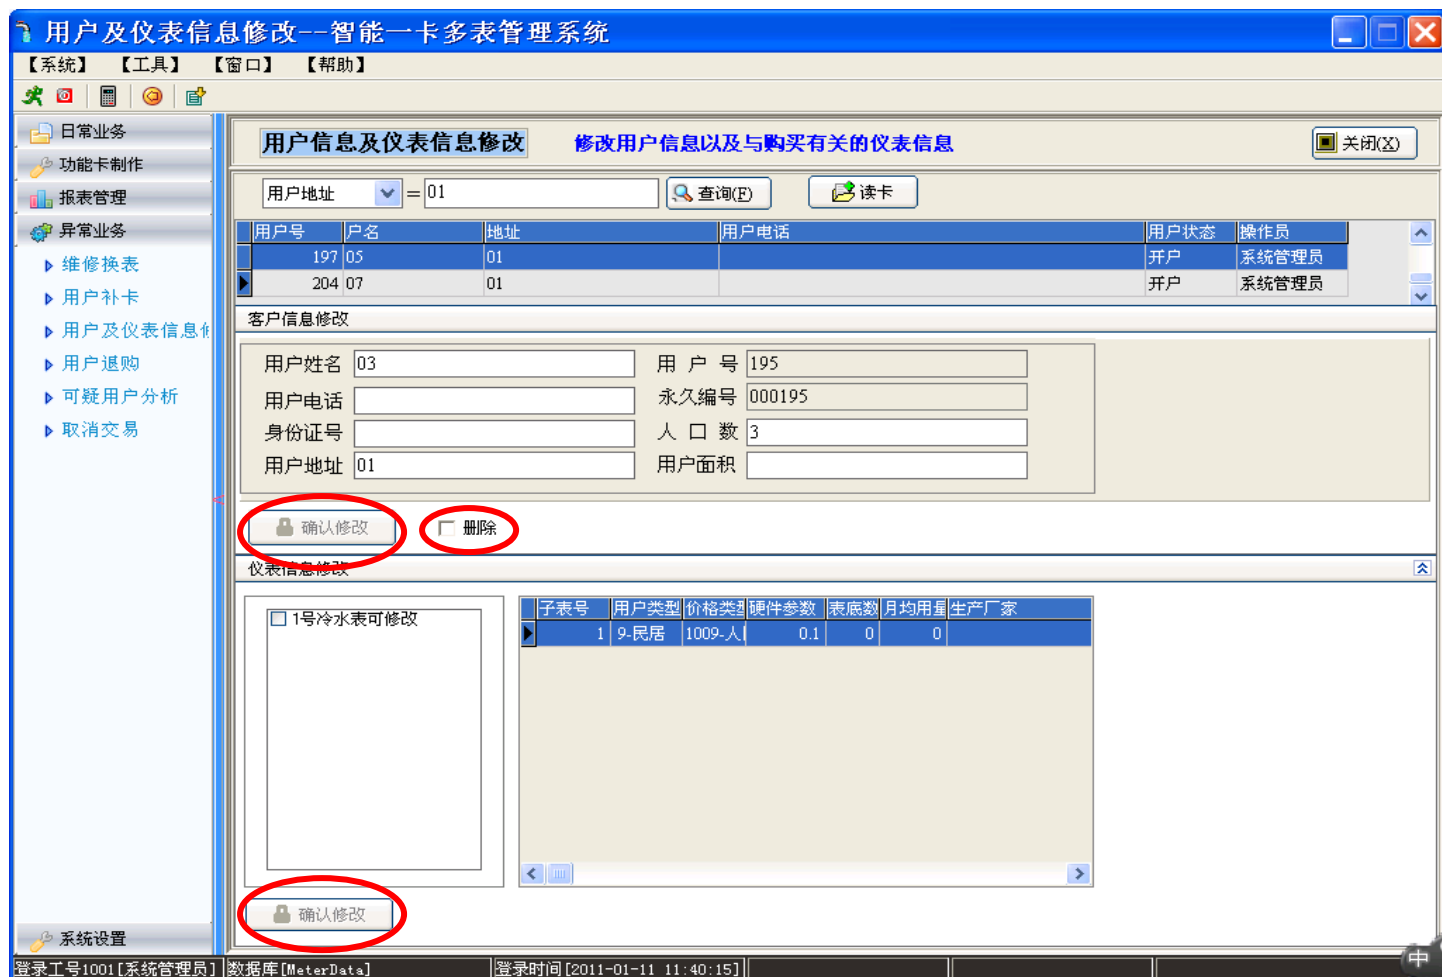 用户及仪表信息修改--智能一卡多表管理系统
【系统】 【工具】 【窗口】 【帮助】
日常业务
功能卡制作
报表管理
异常业务
维修换表
用户补卡
用户及仪表信息
用户退购
可疑用户分析
取消交易
系统设置
用户信息及仪表信息修改 修改用户信息以及与购买有关的仪表信息 关闭(X)
用户地址 = 01 查询(F) 读卡
用户号 户名 地址 用户电话 用户状态 操作员
197 05 01 开户 系统管理员
204 07 01 开户 系统管理员
客户信息修改
用户姓名 03 用 户 号 195
用户电话 永久编号 000195
身份证号 人 口 数 3
用户地址 01 用户面积
确认修改 删除
仪表信息修改
1号冷水表可修改
子表号 用户类型 价格类型 硬件参数 表底数 月均用量 生产厂家
1 9-民居 1009-人 0.1 0 0
确认修改
登录工号1001[系统管理员] 数据库[MeterData] 登录时间[2011-01-11 11:40:15]
中